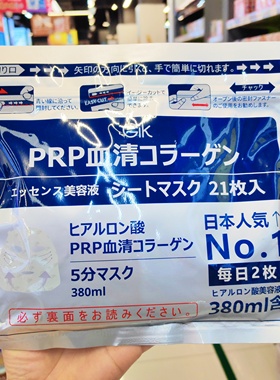 矢印の方向に引くと、手で簡単に切れます。
EASY CUT
チャック
GIK
PRP血清コラーゲン
エッセンス美容液 シートマスク 21枚入
ヒアルロン酸
PRP血清コラーゲン
5分マスク
380ml
日本人気
No.1
毎日2枚
ヒアルロン酸美容液
380ml含
必ず裏面をお読みください。